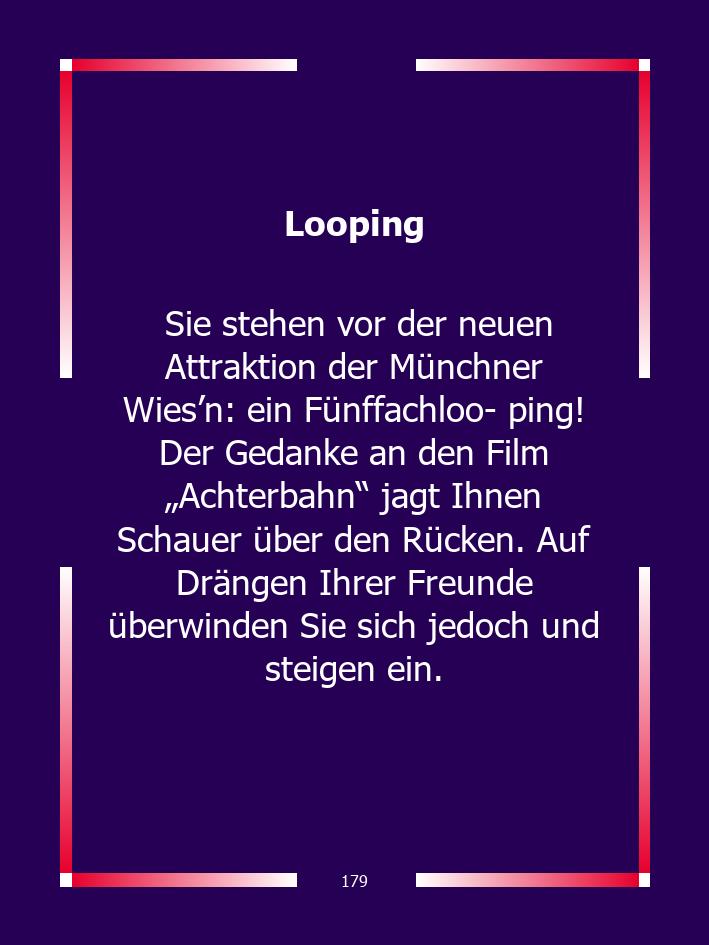 Looping
Sie stehen vor der neuen
Attraktion der Münchner
Wies’n: ein Fünffachloo- ping!
Der Gedanke an den Film
„Achterbahn“ jagt Ihnen
Schauer über den Rücken. Auf
Drängen Ihrer Freunde
überwinden Sie sich jedoch und
steigen ein.
179